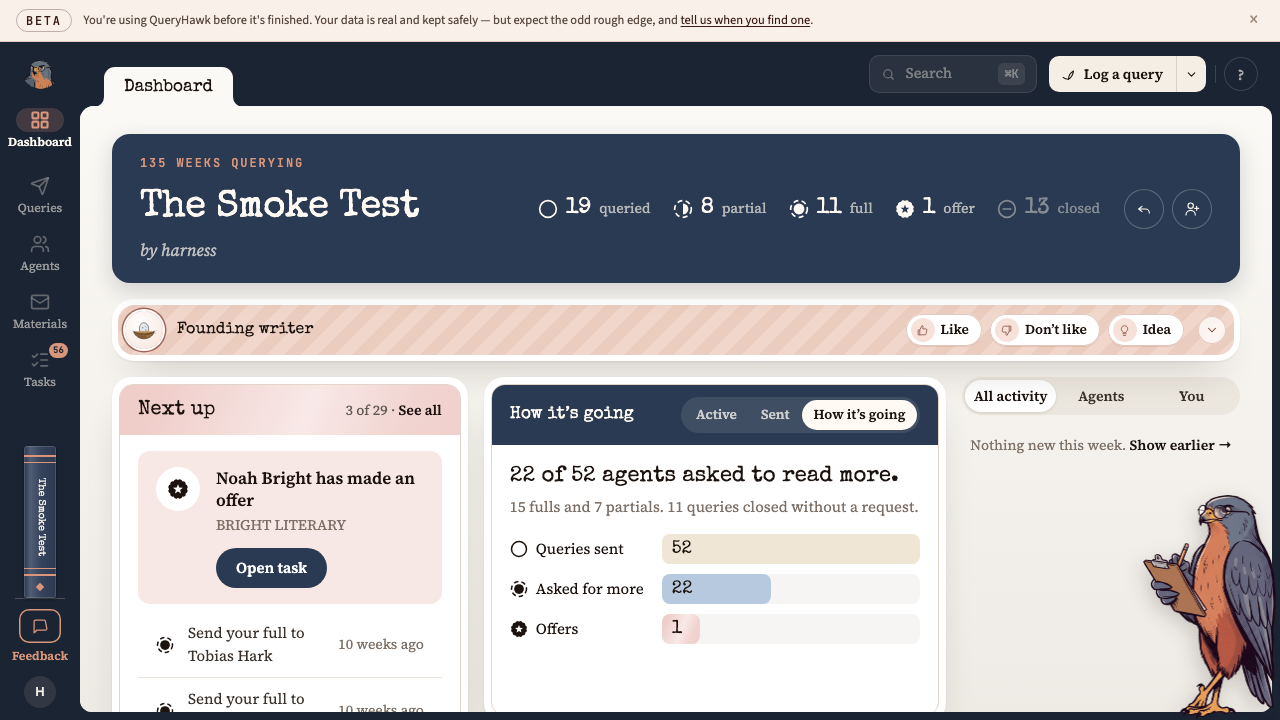 BETA You're using QueryHawk before it's finished. Your data is real and kept safely — but expect the odd rough edge, and tell us when you find one. ×
Dashboard
Search ⌘K
Log a query
?
Dashboard
Queries
Agents
Materials
56
Tasks
The Smoke Test
Feedback
H
135 WEEKS QUERYING
The Smoke Test
by harness
19 queried
8 partial
11 full
1 offer
13 closed
Founding writer
Like
Don't like
Idea
Next up
3 of 29 · See all
Noah Bright has made an
offer
BRIGHT LITERARY
Open task
Send your full to
Tobias Hark
10 weeks ago
Send your full to
10 weeks ago
How it's going
Active
Sent
How it's going
22 of 52 agents asked to read more.
15 fulls and 7 partials. 11 queries closed without a request.
Queries sent 52
Asked for more 22
Offers 1
All activity
Agents
You
Nothing new this week. Show earlier →